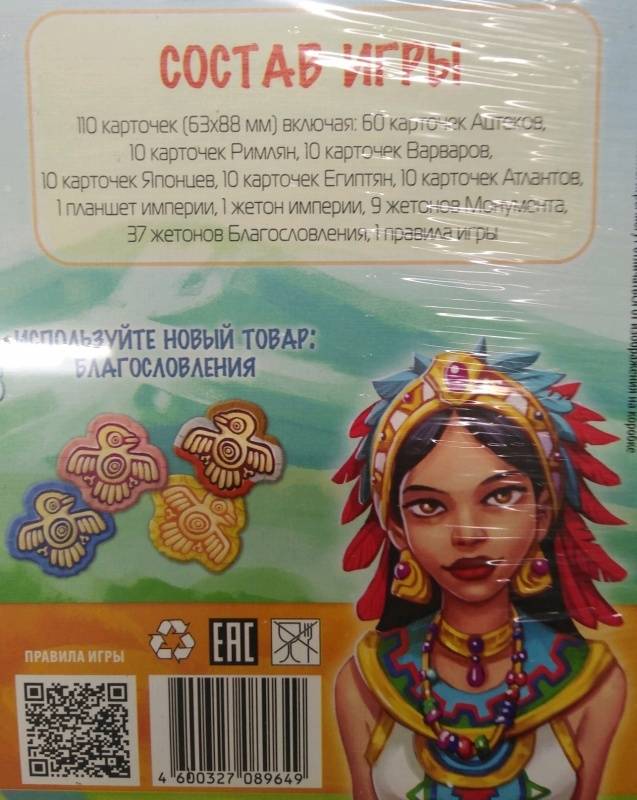 СОСТАВ ИГРЫ
110 карточек (63x88 мм) включая: 60 карточек Ацтеков,
10 карточек Римлян, 10 карточек Варваров,
10 карточек Японцев, 10 карточек Египтян, 10 карточек Атлантов,
1 планшет империи, 1 жетон империи, 9 жетонов Монумента,
37 жетонов Благословления, 1 правила игры
ИСПОЛЬЗУЙТЕ НОВЫЙ ТОВАР:
БЛАГОСЛОВЛЕНИЯ
ПРАВИЛА ИГРЫ
EAC
4 600327 089649